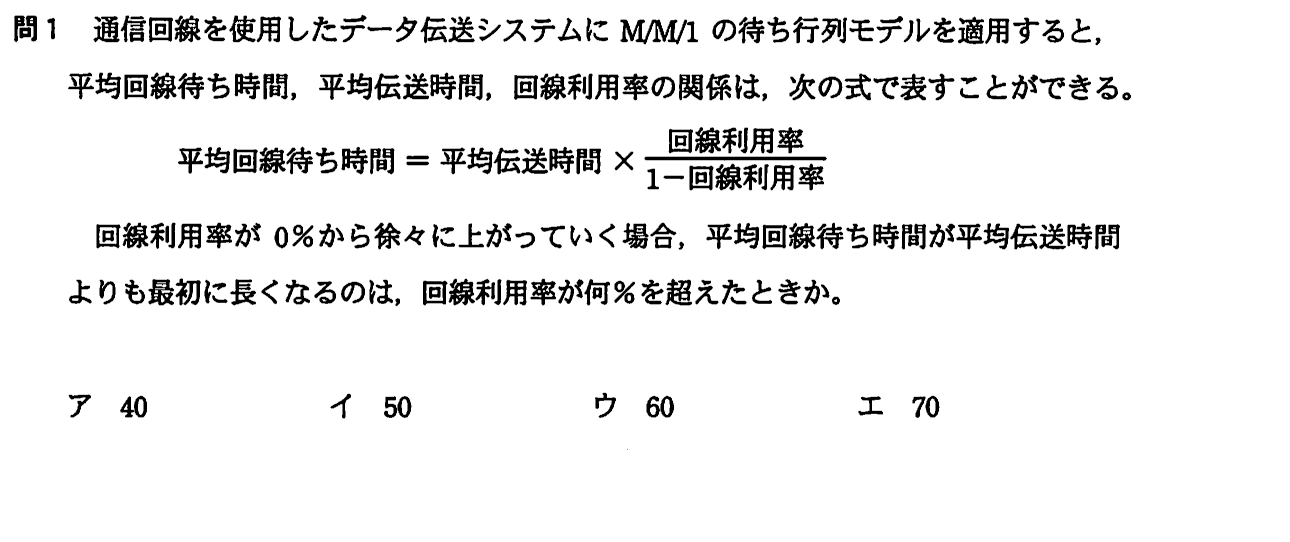 問1 通信回線を使用したデータ伝送システムに M/M/1 の待ち行列モデルを適用すると，
平均回線待ち時間，平均伝送時間，回線利用率の関係は，次の式で表すことができる。
平均回線待ち時間 ＝ 平均伝送時間 × 回線利用率
1－回線利用率
回線利用率が 0％から徐々に上がっていく場合，平均回線待ち時間が平均伝送時間
よりも最初に長くなるのは，回線利用率が何％を超えたときか。
ア 40 イ 50 ウ 60 エ 70